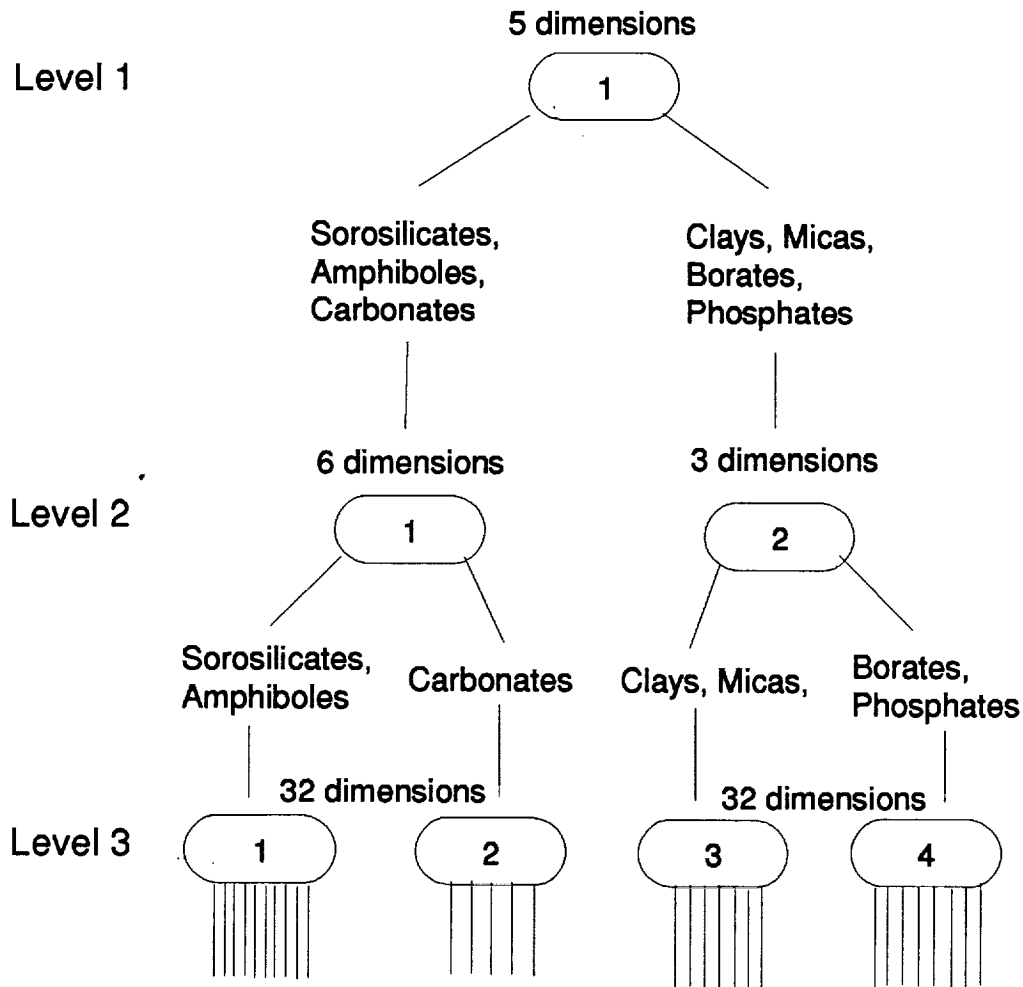 5 dimensions
Level 1
1
Sorosilicates,
Amphiboles,
Carbonates
Clays, Micas,
Borates,
Phosphates
6 dimensions
3 dimensions
Level 2
1
2
Sorosilicates,
Amphiboles
Carbonates
Clays, Micas,
Borates,
Phosphates
32 dimensions
32 dimensions
Level 3
1
2
3
4